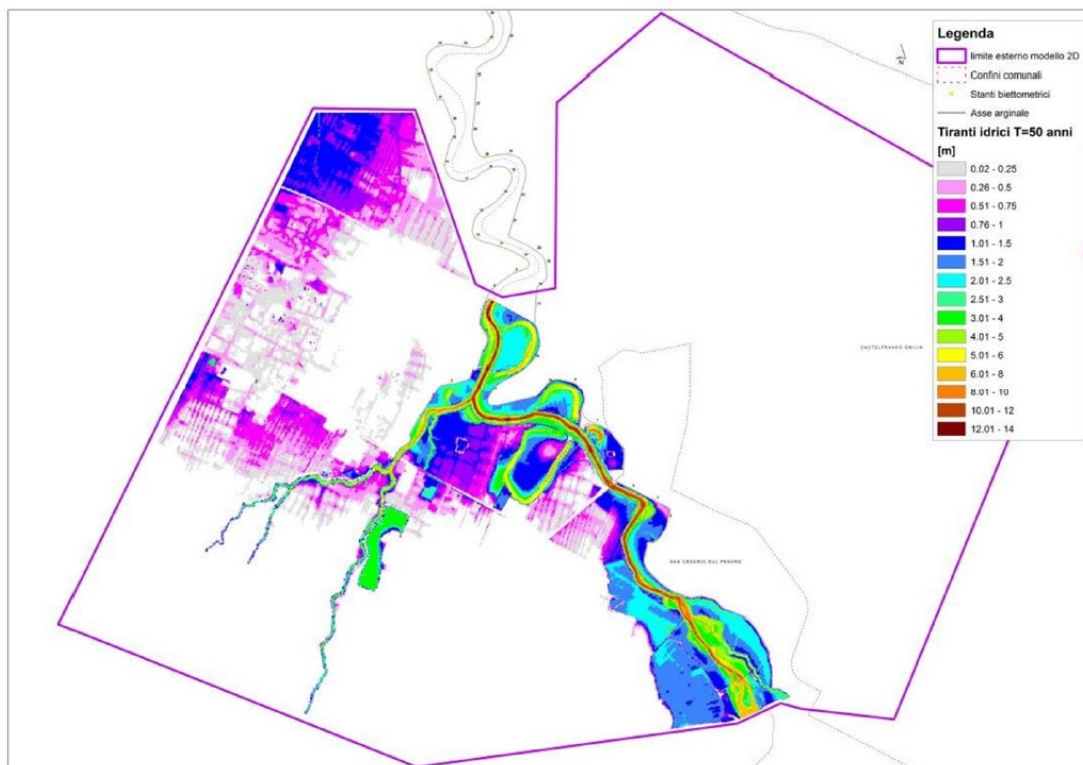 Legenda
limite esterno modello 2D
Confini comunali
Stanti biettometrici
Asse arginale
Tiranti idrici T=50 anni
[m]
0.02 - 0.25
0.26 - 0.5
0.51 - 0.75
0.76 - 1
1.01 - 1.5
1.51 - 2
2.01 - 2.5
2.51 - 3
3.01 - 4
4.01 - 5
5.01 - 6
6.01 - 8
8.01 - 10
10.01 - 12
12.01 - 14
CASTELFRANCO EMILIA
SAN CESARIO SUL PANARO